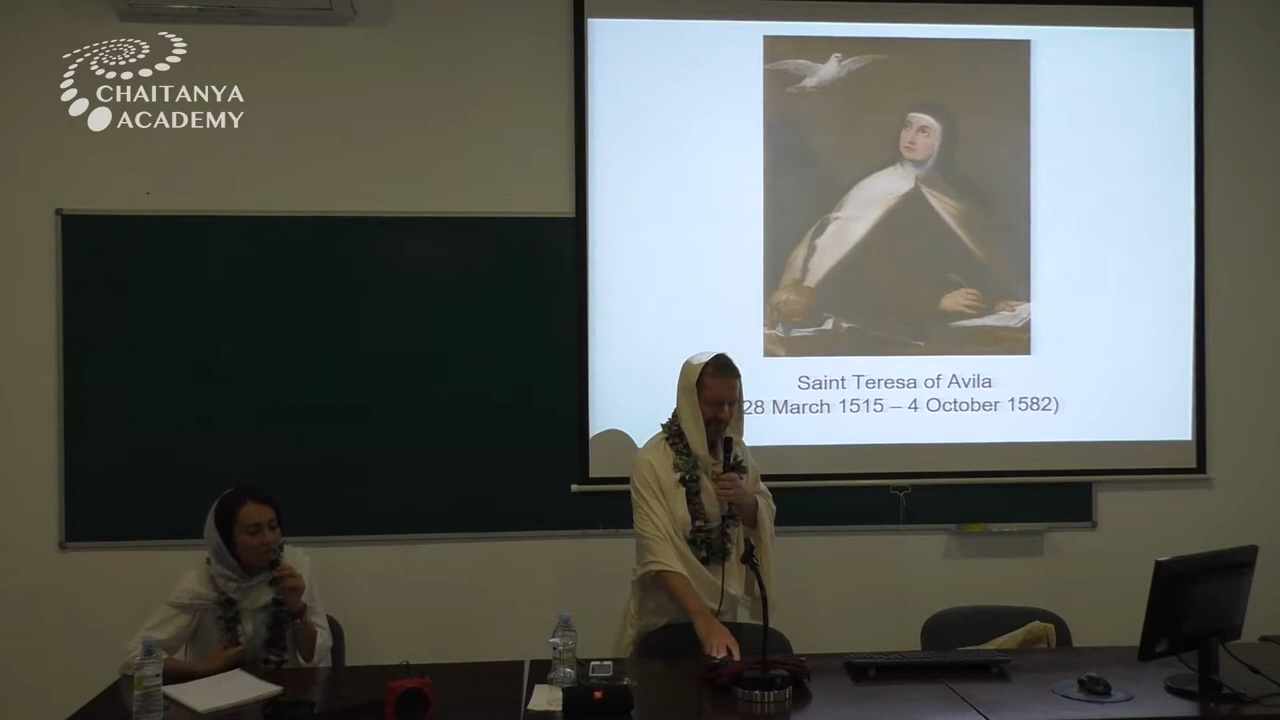 CHAITANYA
ACADEMY
Saint Teresa of Avila
28 March 1515 – 4 October 1582)